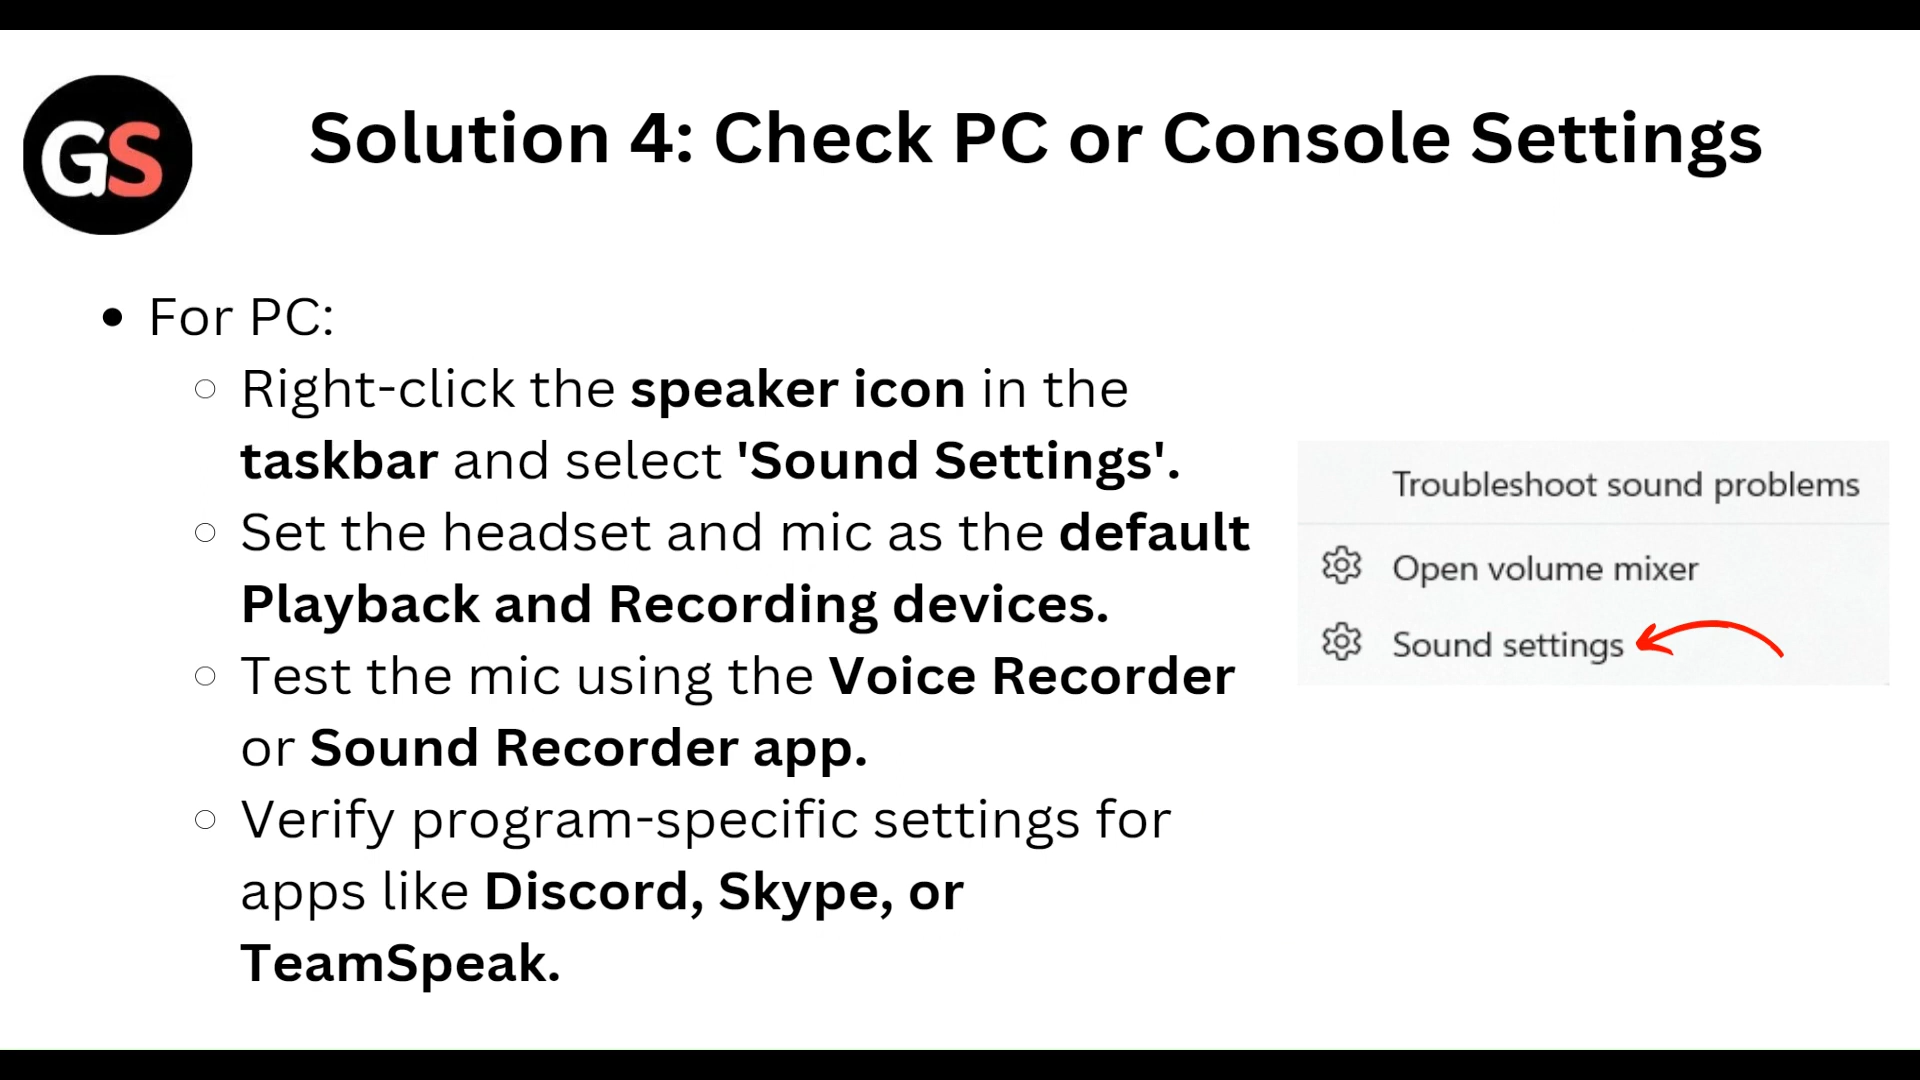 GS
Solution 4: Check PC or Console Settings
For PC:
Right-click the speaker icon in the
taskbar and select 'Sound Settings'.
Set the headset and mic as the default
Playback and Recording devices.
Test the mic using the Voice Recorder
or Sound Recorder app.
Verify program-specific settings for
apps like Discord, Skype, or
TeamSpeak.
Troubleshoot sound problems
Open volume mixer
Sound settings